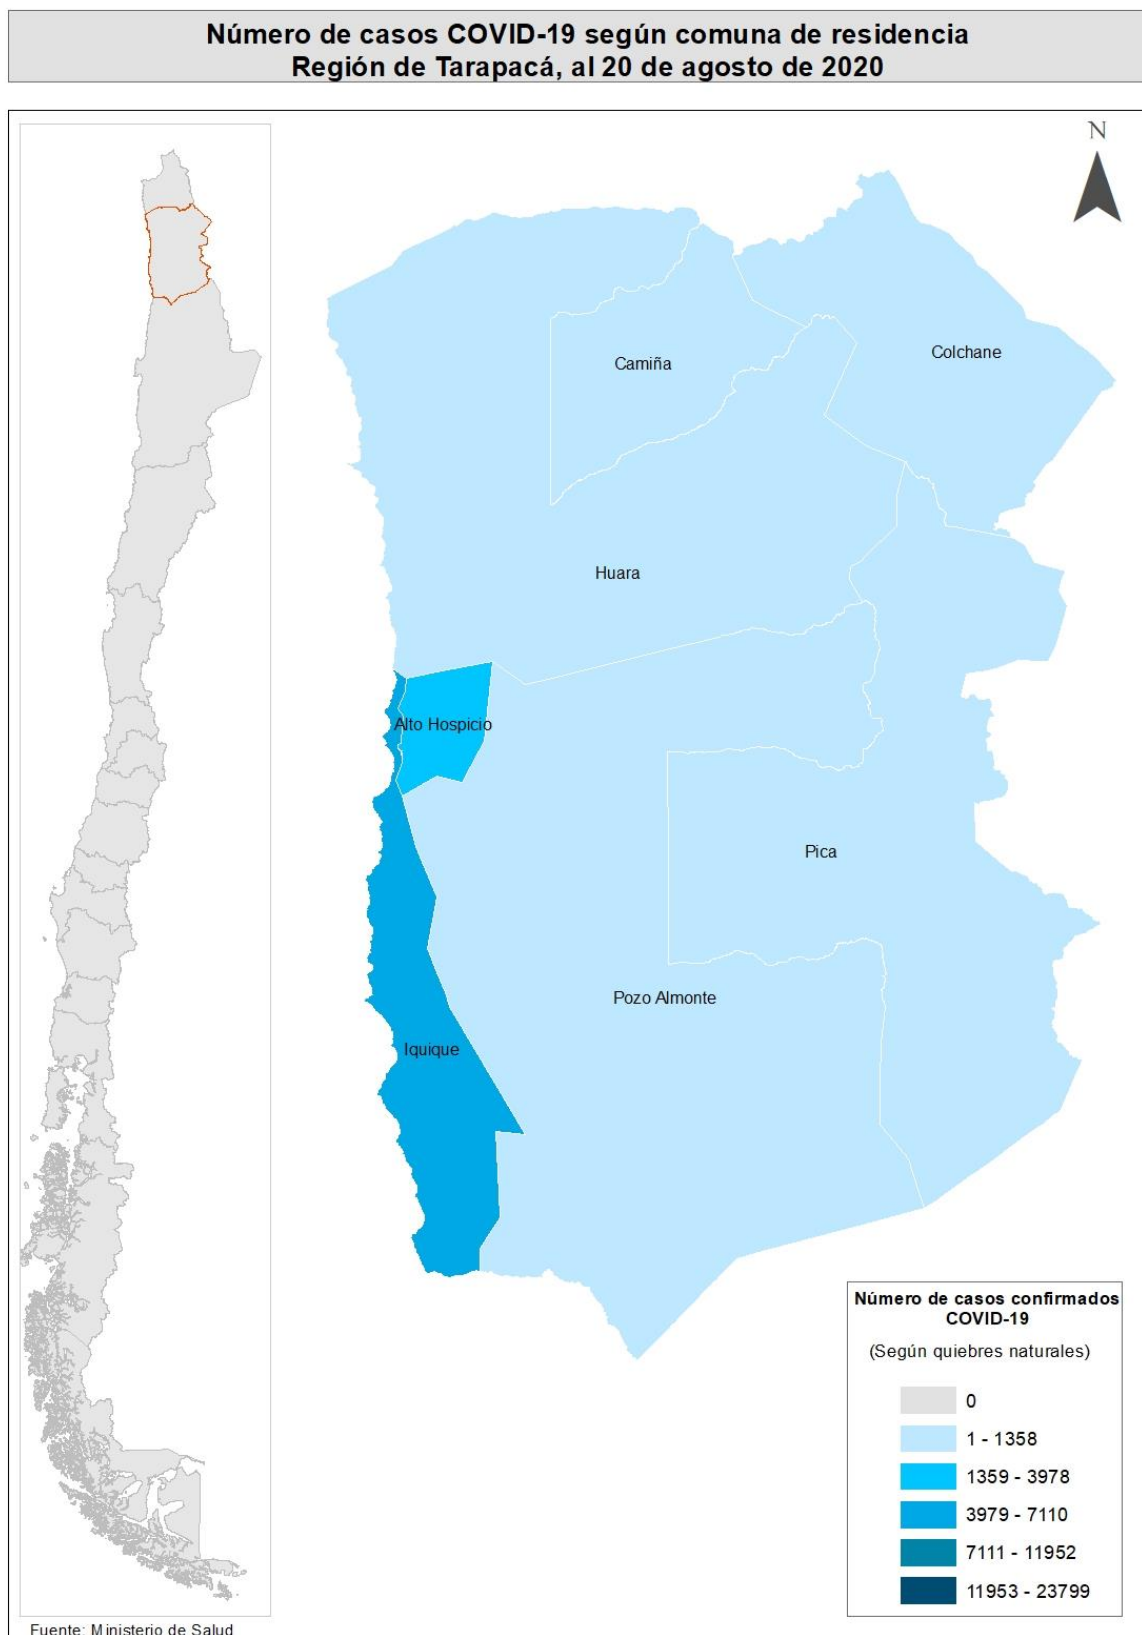 Número de casos COVID-19 según comuna de residencia
Región de Tarapacá, al 20 de agosto de 2020
N
Camiña
Colchane
Huara
Alto Hospicio
Pica
Pozo Almonte
Iquique
Número de casos confirmados
COVID-19
(Según quiebres naturales)
0
1 - 1358
1359 - 3978
3979 - 7110
7111 - 11952
11953 - 23799
Fuente: Ministerio de Salud